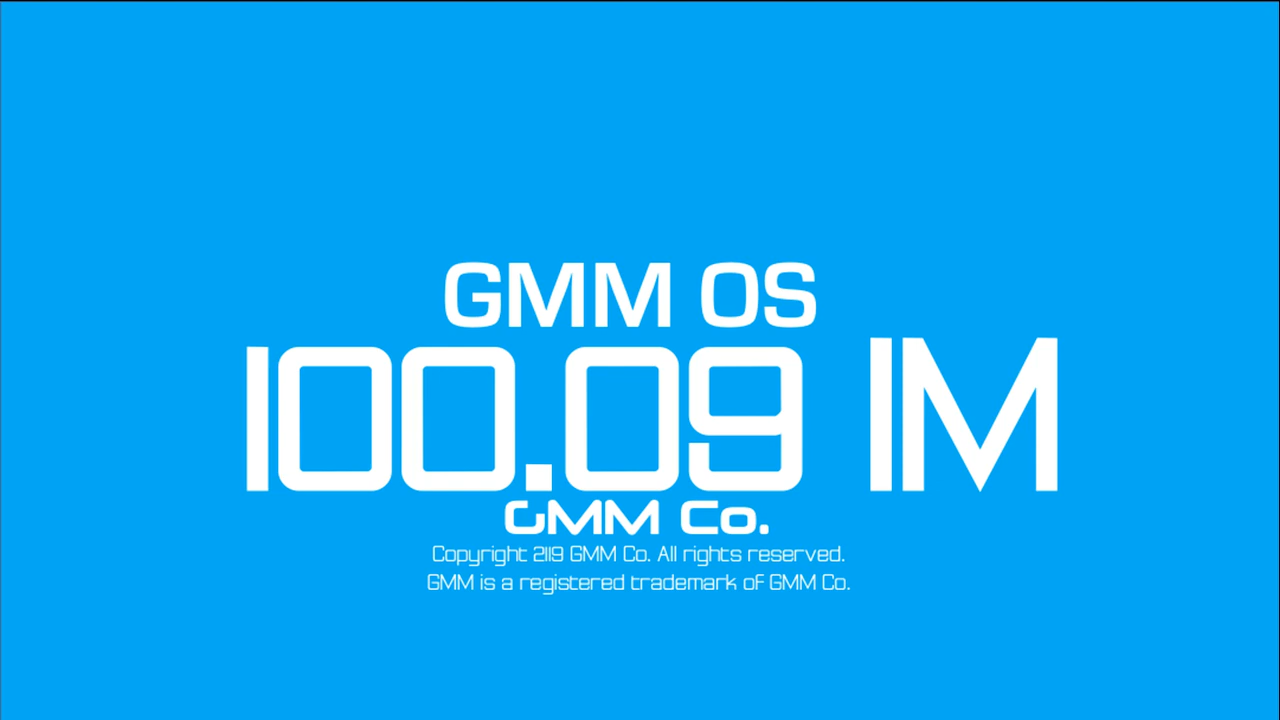 GMM OS
100.09 1M
GMM Co.
Copyright 2119 GMM Co. All rights reserved.
GMM is a registered trademark of GMM Co.